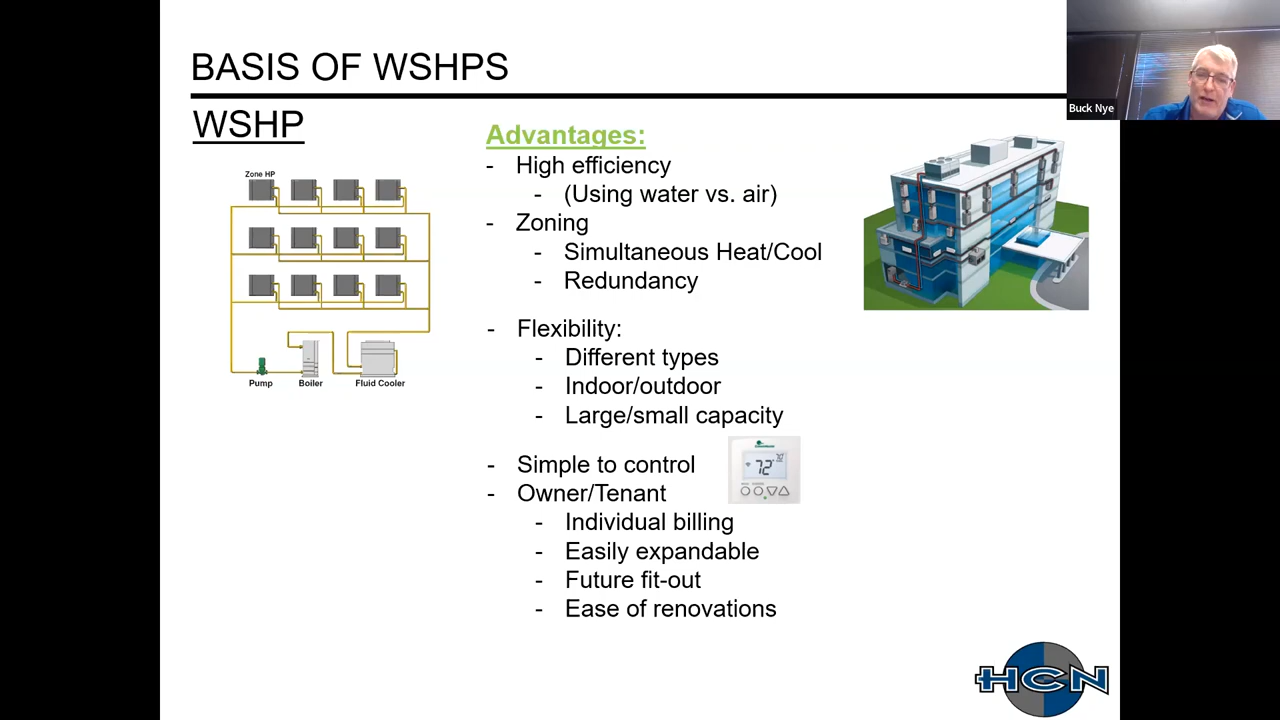 BASIS OF WSHPS
Buck Nye
WSHP
Zone HP
Pump
Boiler
Fluid Cooler
Advantages:
- High efficiency
- (Using water vs. air)
- Zoning
- Simultaneous Heat/Cool
- Redundancy
- Flexibility:
- Different types
- Indoor/outdoor
- Large/small capacity
- Simple to control
72
- Owner/Tenant
- Individual billing
- Easily expandable
- Future fit-out
- Ease of renovations
HCN